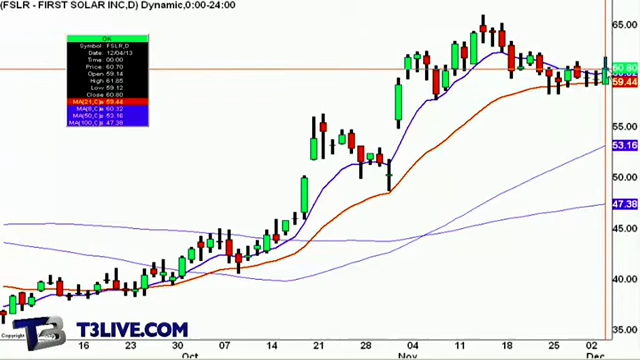 (FSLR - FIRST SOLAR INC,D) Dynamic,0:00-24:00
OK
Symbol: FSLR,D
Date: 12/04/13
Time: 00:00
Price: 60.70
Open: 59.14
High: 61.85
Low: 59.12
Close: 60.80
MA(21,C)= 59.44
MA(8,C)= 60.32
MA(50,C)= 53.16
MA(100,C)= 47.38
65.00
60.80
59.44
55.00
53.16
50.00
47.38
45.00
40.00
35.00
Copyright
T3 T3LIVE.COM
16 23 Oct 07 14 21 28 04 Nov 11 18 25 02 Dec